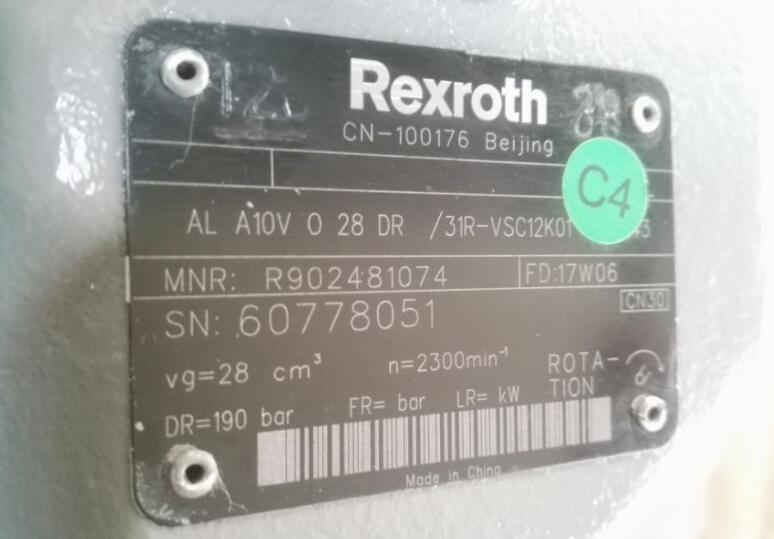 Rexroth
CN-100176 Beijing
C4
AL A10V O 28 DR /31R-VSC12K01
MNR: R902481074 FD:17W06
CN30
SN: 60778051
vg=28 cm³ n=2300min⁻¹ ROTA-
TION
DR=190 bar FR= bar LR= kW
Made in China